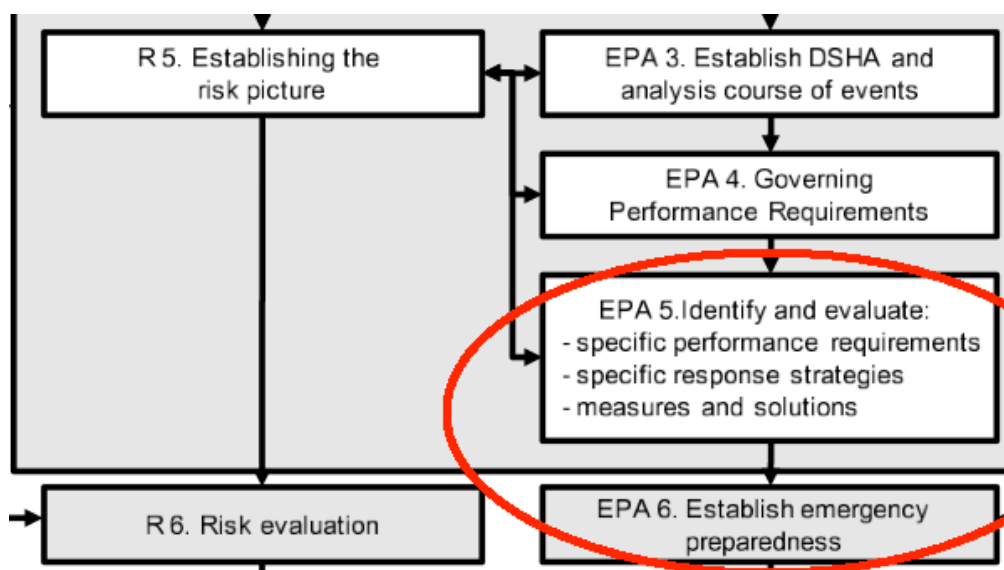 R 5. Establishing the
risk picture
EPA 3. Establish DSHA and
analysis course of events
EPA 4. Governing
Performance Requirements
EPA 5.Identify and evaluate:
- specific performance requirements
- specific response strategies
- measures and solutions
R 6. Risk evaluation
EPA 6. Establish emergency
preparedness